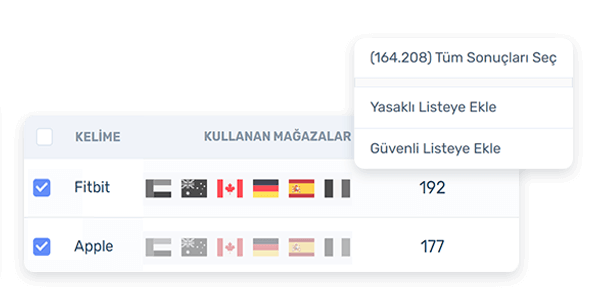 (164.208) Tüm Sonuçları Seç
Yasaklı Listeye Ekle
Güvenli Listeye Ekle
KELİME KULLANAN MAĞAZALAR
Fitbit 192
Apple 177